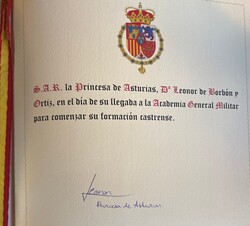 S.A.R. la Princesa de Asturias, Dª Leonor de Borbón y
Ortiz, en el día de su llegada a la Academia General Militar
para comenzar su formación castrense.
Leonor
Princesa de Asturias